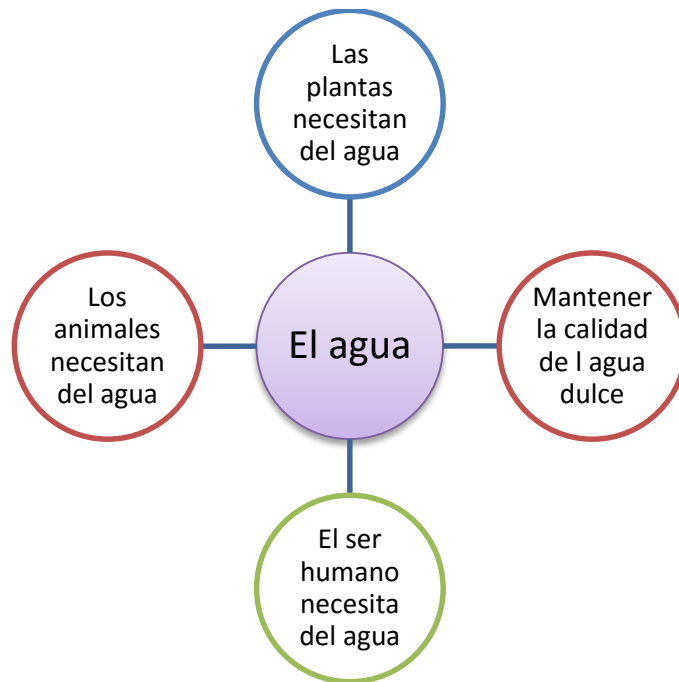 Las
plantas
necesitan
del agua
Los
animales
necesitan
del agua
El agua
Mantener
la calidad
de l agua
dulce
El ser
humano
necesita
del agua